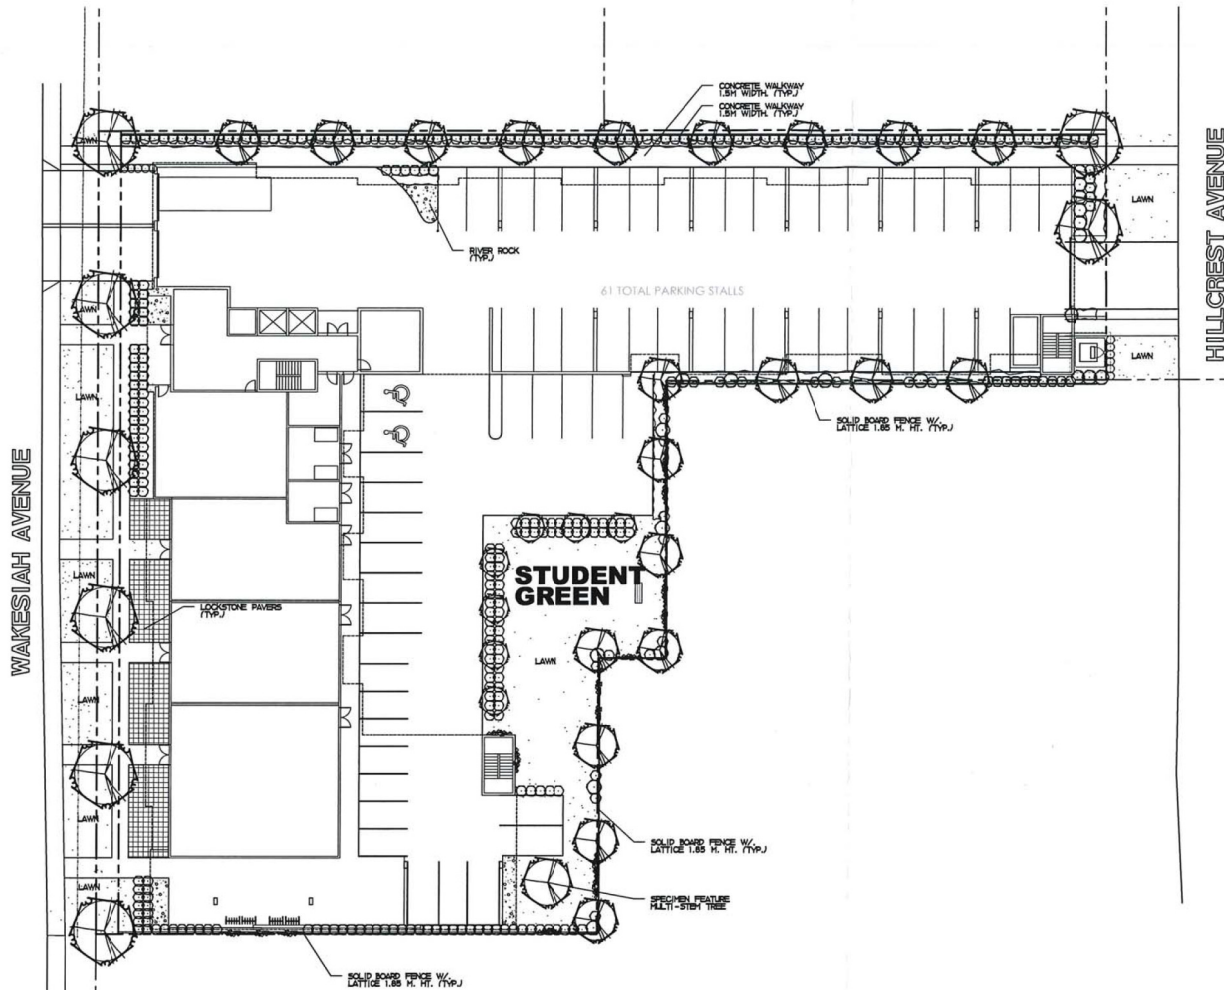 CONCRETE WALKWAY
1.5M WIDTH. (TYP.)
CONCRETE WALKWAY
1.5M WIDTH. (TYP.)
LAWN
HILLCREST AVENUE
LAWN
RIVER ROCK
(TYP.)
61 TOTAL PARKING STALLS
LAWN
LAWN
LAWN
SOLID BOARD FENCE W/.
LATTICE 1.85 M. HT. (TYP.)
WAKESIAH AVENUE
STUDENT
GREEN
LAWN
LOCKSTONE PAVERS
(TYP.)
LAWN
LAWN
LAWN
SOLID BOARD FENCE W/.
LATTICE 1.85 M. HT. (TYP.)
LAWN
SPECIMEN FEATURE
MULTI-STEM TREE
SOLID BOARD FENCE W/.
LATTICE 1.85 M. HT. (TYP.)